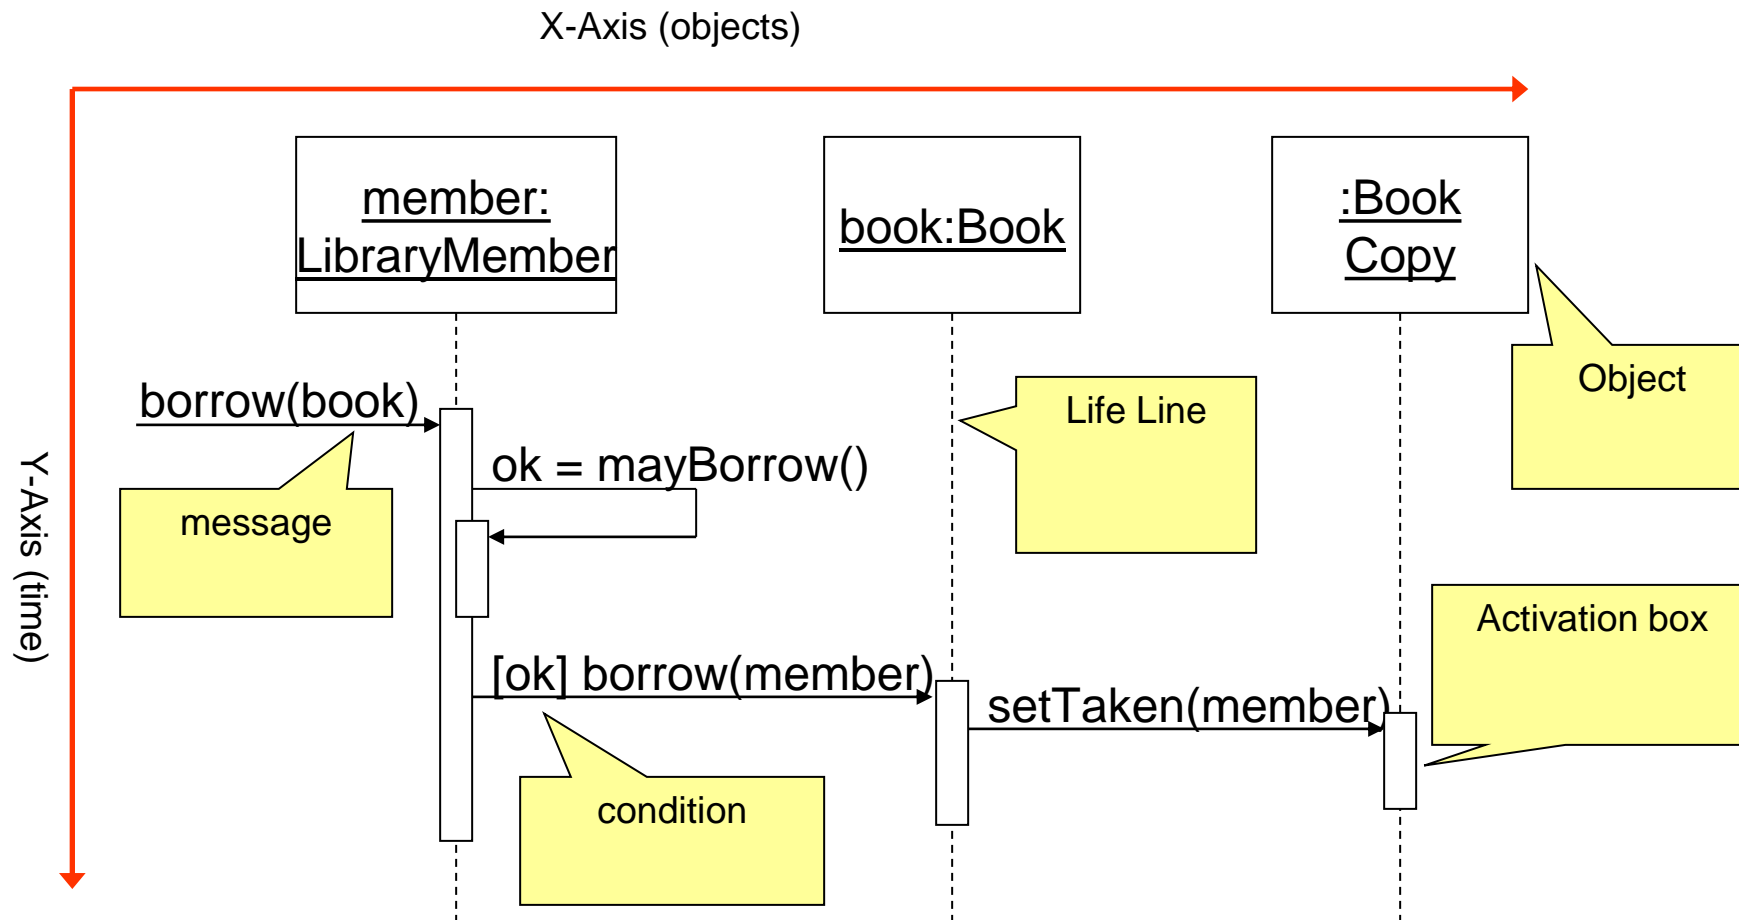 X-Axis (objects)
member:
LibraryMember
book:Book
:Book
Copy
Object
Life Line
borrow(book)
ok = mayBorrow()
message
Y-Axis (time)
Activation box
[ok] borrow(member)
setTaken(member)
condition